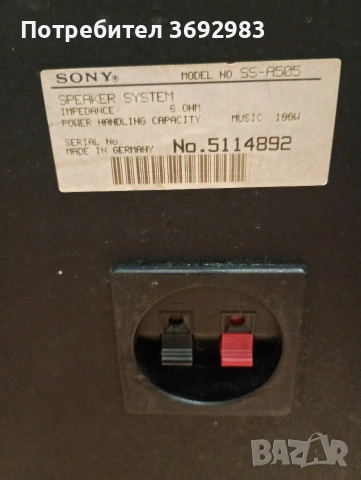 Потребител 3692983
SONY®
MODEL NO. SS-A505
SPEAKER SYSTEM
IMPEDANCE 6 OHM
POWER HANDLING CAPACITY: MUSIC 100W
SERIAL No.
MADE IN GERMANY No.5114892
BAZAR